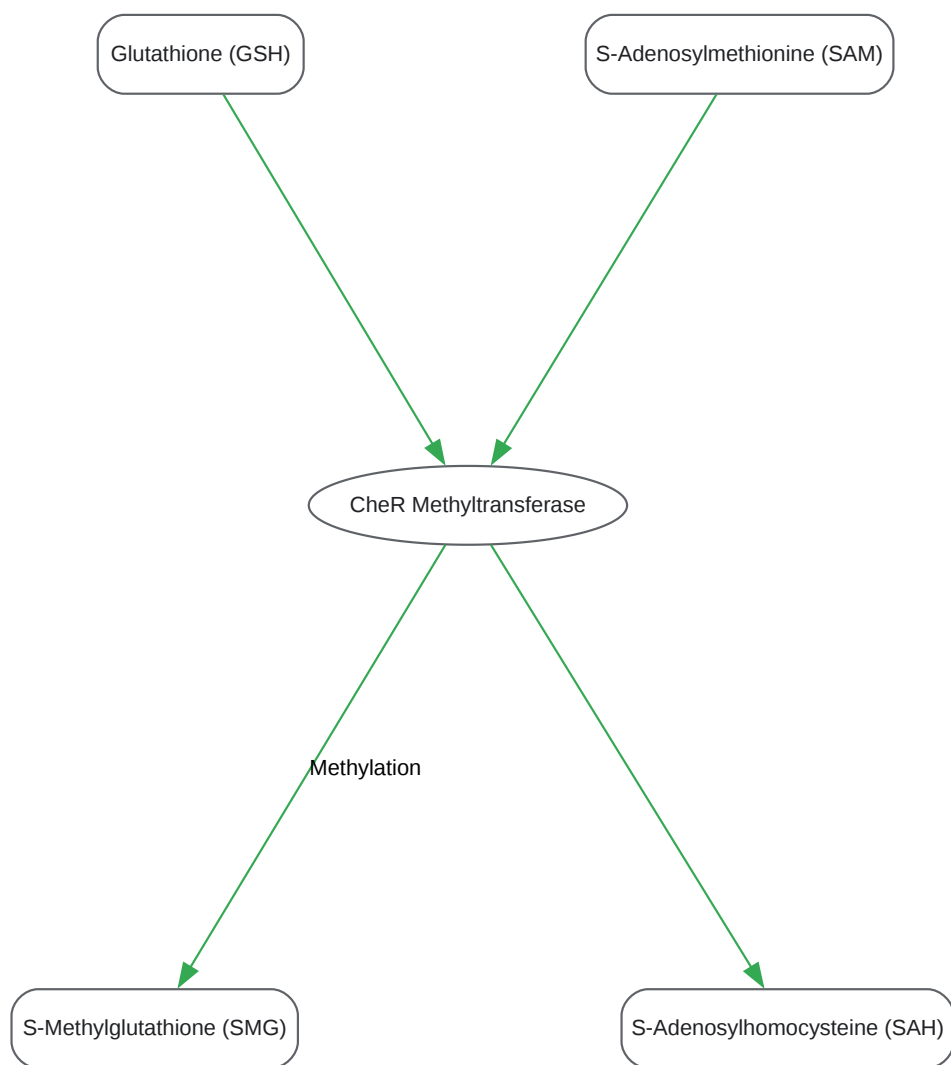 Glutathione (GSH)
S-Adenosylmethionine (SAM)
CheR Methyltransferase
Methylation
S-Methylglutathione (SMG)
S-Adenosylhomocysteine (SAH)